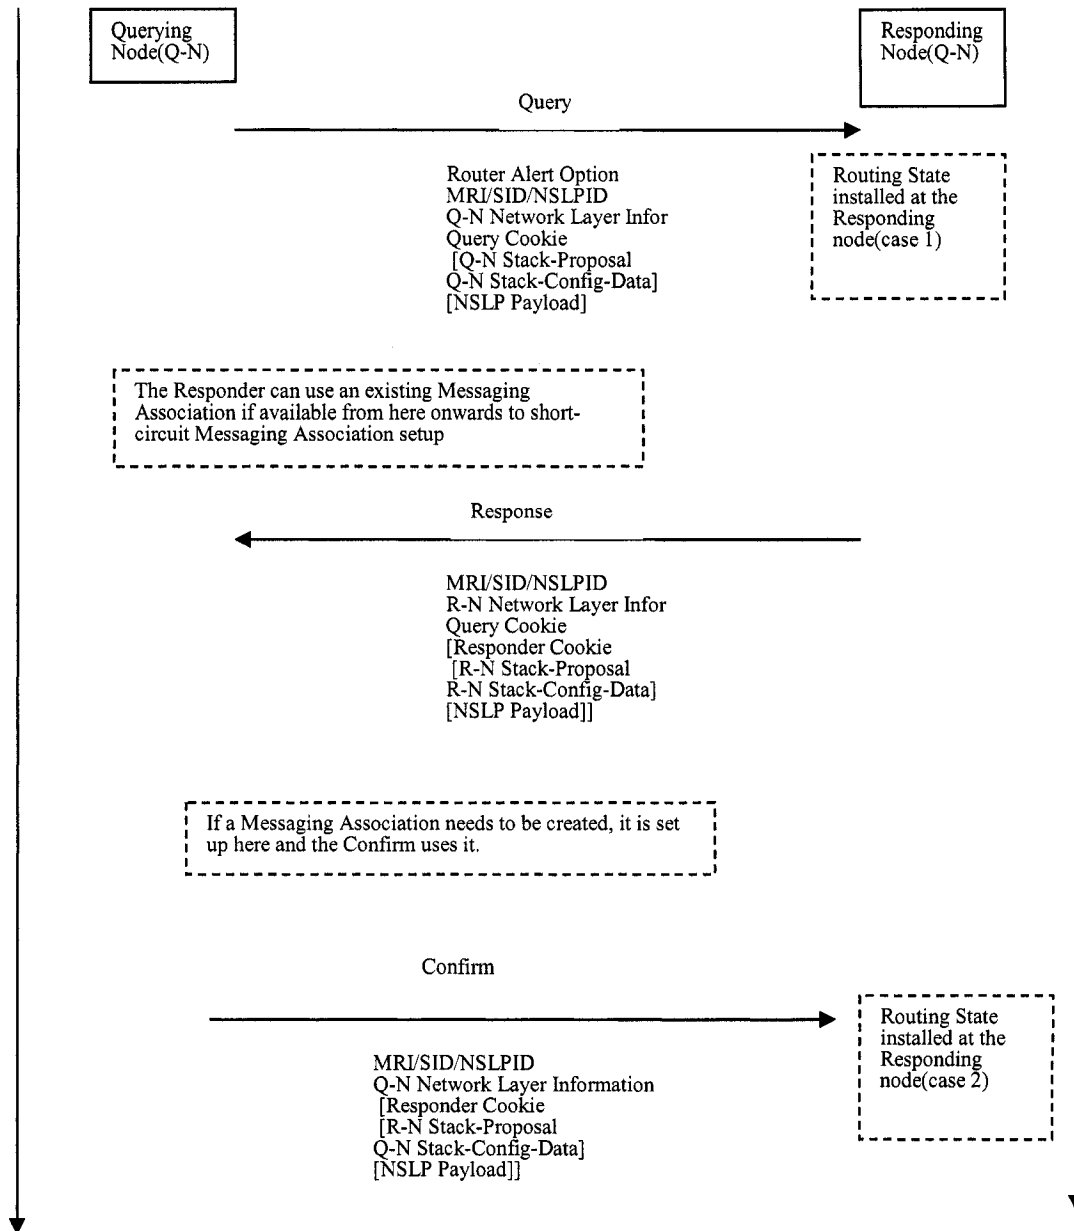 Querying
Node(Q-N)
Responding
Node(Q-N)
Query
Router Alert Option
MRI/SID/NSLPID
Q-N Network Layer Infor
Query Cookie
[Q-N Stack-Proposal
Q-N Stack-Config-Data]
[NSLP Payload]
Routing State
installed at the
Responding
node(case 1)
The Responder can use an existing Messaging
Association if available from here onwards to short-
circuit Messaging Association setup
Response
MRI/SID/NSLPID
R-N Network Layer Infor
Query Cookie
[Responder Cookie
[R-N Stack-Proposal
R-N Stack-Config-Data]
[NSLP Payload]]
If a Messaging Association needs to be created, it is set
up here and the Confirm uses it.
Confirm
MRI/SID/NSLPID
Q-N Network Layer Information
[Responder Cookie
[R-N Stack-Proposal
Q-N Stack-Config-Data]
[NSLP Payload]]
Routing State
installed at the
Responding
node(case 2)